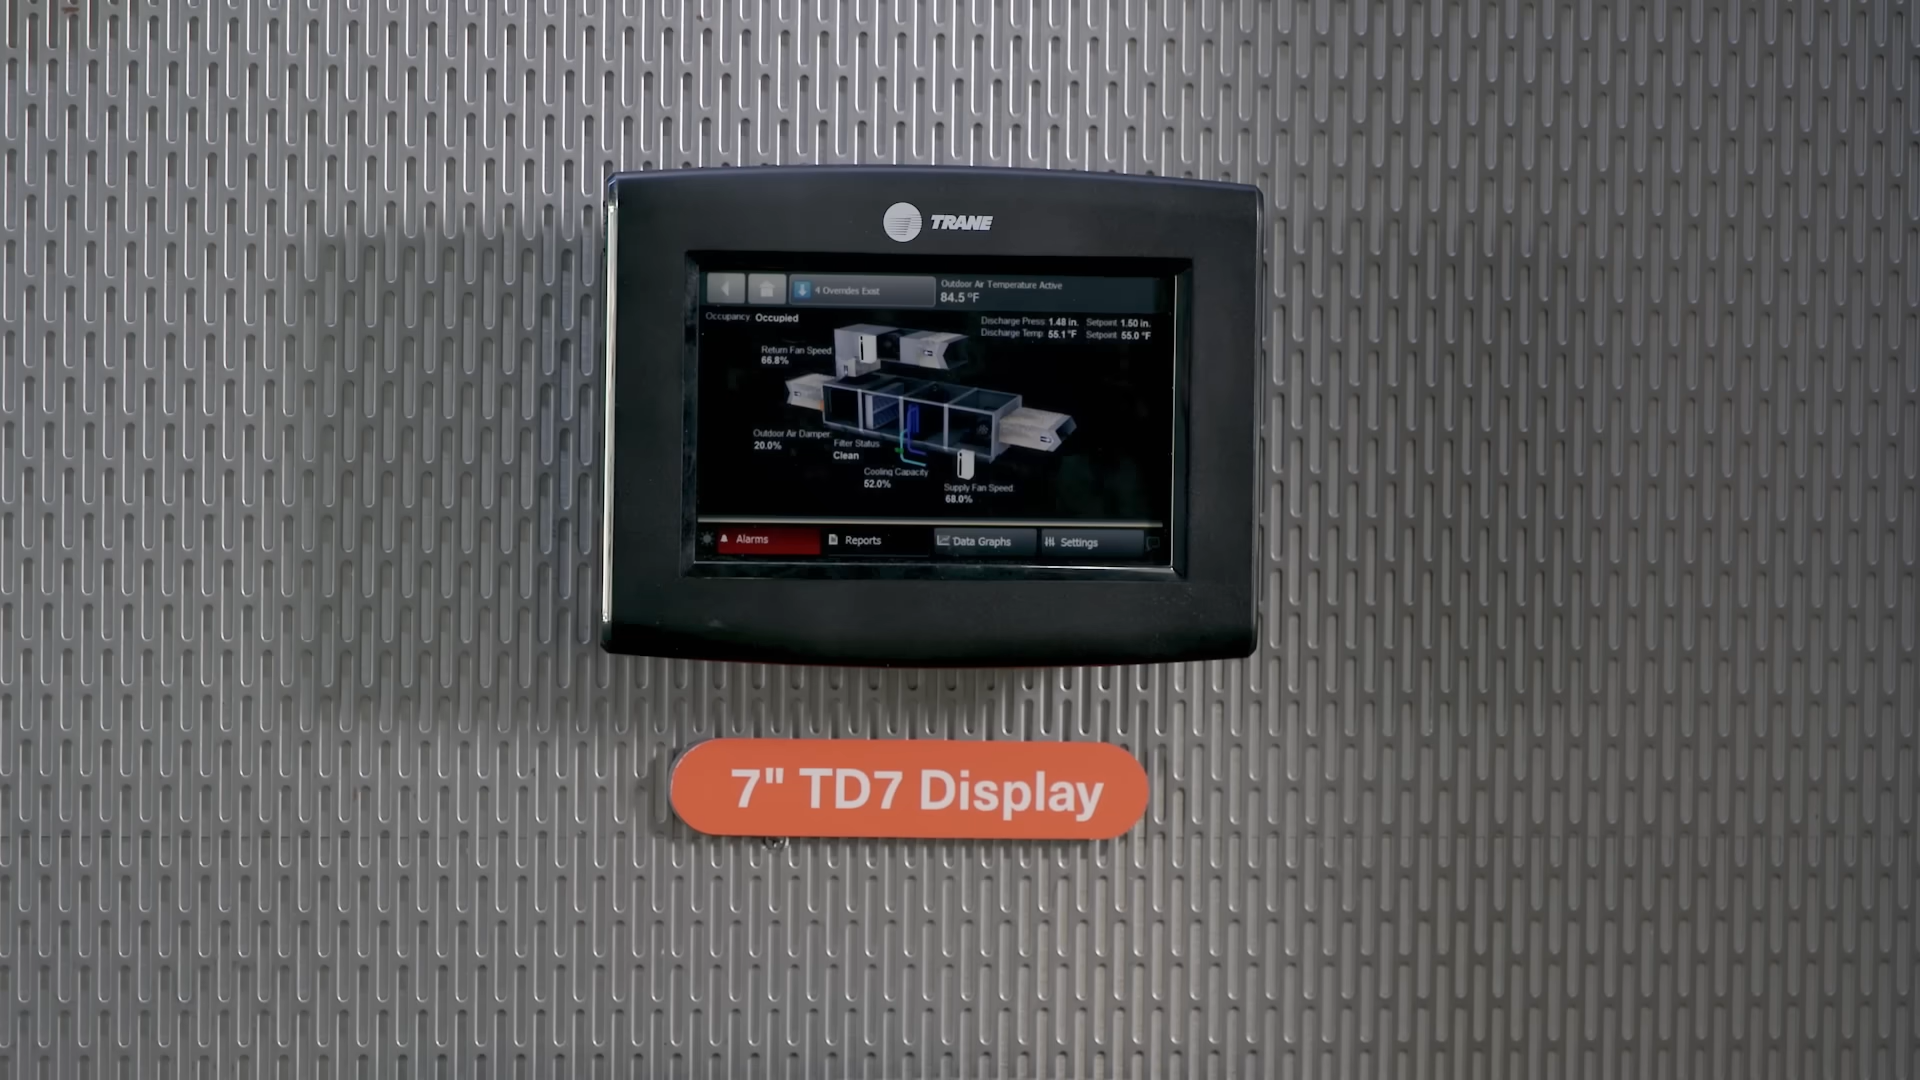 TRANE
4 Overrides Exist
Outdoor Air Temperature Active
84.5 °F
Occupancy Occupied
Discharge Press 1.48 in. Setpoint 1.50 in.
Discharge Temp 55.1 °F Setpoint 55.0 °F
Return Fan Speed
66.8%
Outdoor Air Damper
20.0%
Filter Status
Clean
Cooling Capacity
52.0%
Supply Fan Speed
68.0%
Alarms Reports Data Graphs Settings
7" TD7 Display